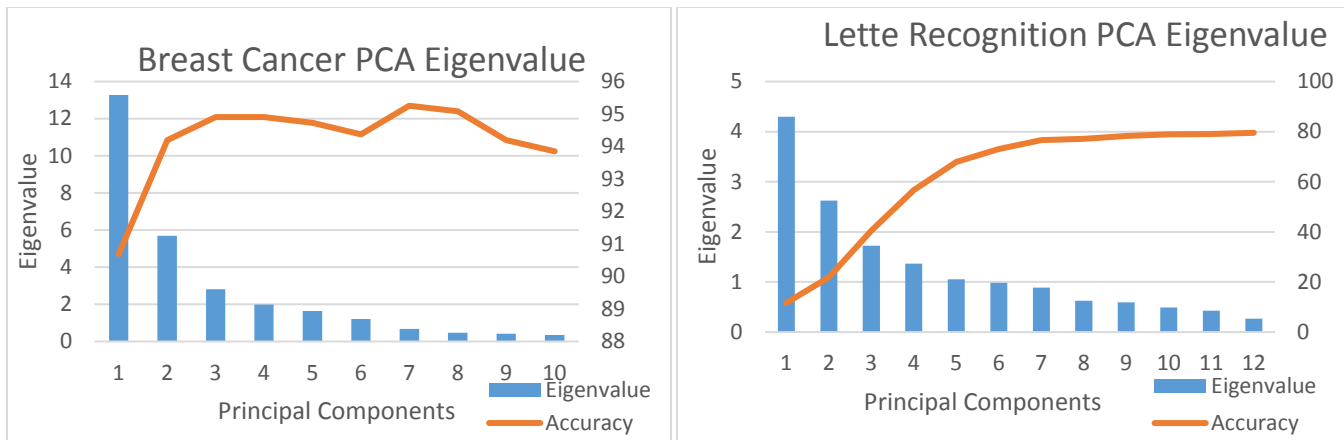 Breast Cancer PCA Eigenvalue
14
12
10
8
6
4
2
0
Eigenvalue
96
95
94
93
92
91
90
89
88
1 2 3 4 5 6 7 8 9 10
Principal Components
Eigenvalue
Accuracy
Lette Recognition PCA Eigenvalue
5
4
3
2
1
0
Eigenvalue
100
80
60
40
20
0
1 2 3 4 5 6 7 8 9 10 11 12
Principal Components
Eigenvalue
Accuracy